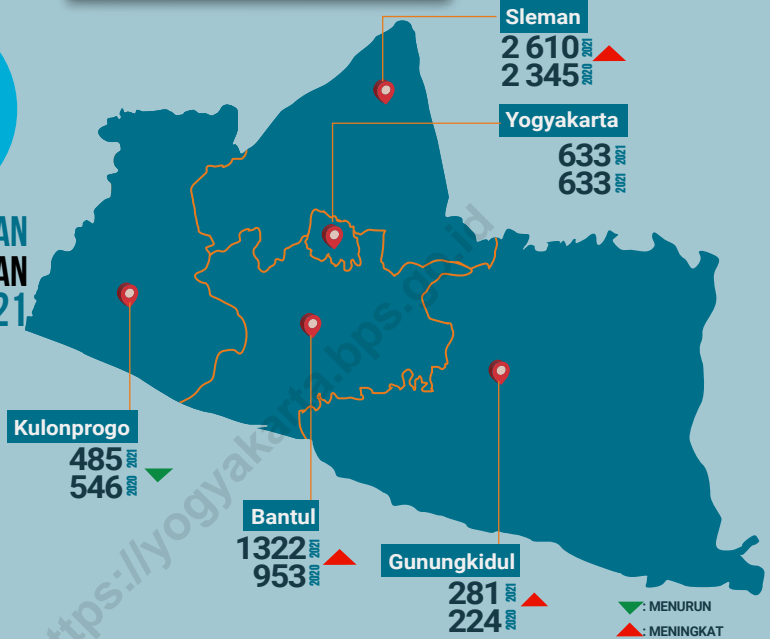 Sleman
2 610 2021
2 345 2020
Yogyakarta
633 2021
633 2021
AN
AN
21
Kulonprogo
485 2021
546 2020
Bantul
1322 2021
953 2020
Gunungkidul
281 2021
224 2020
: MENURUN
: MENINGKAT
https://yogyakarta.bps.go.id